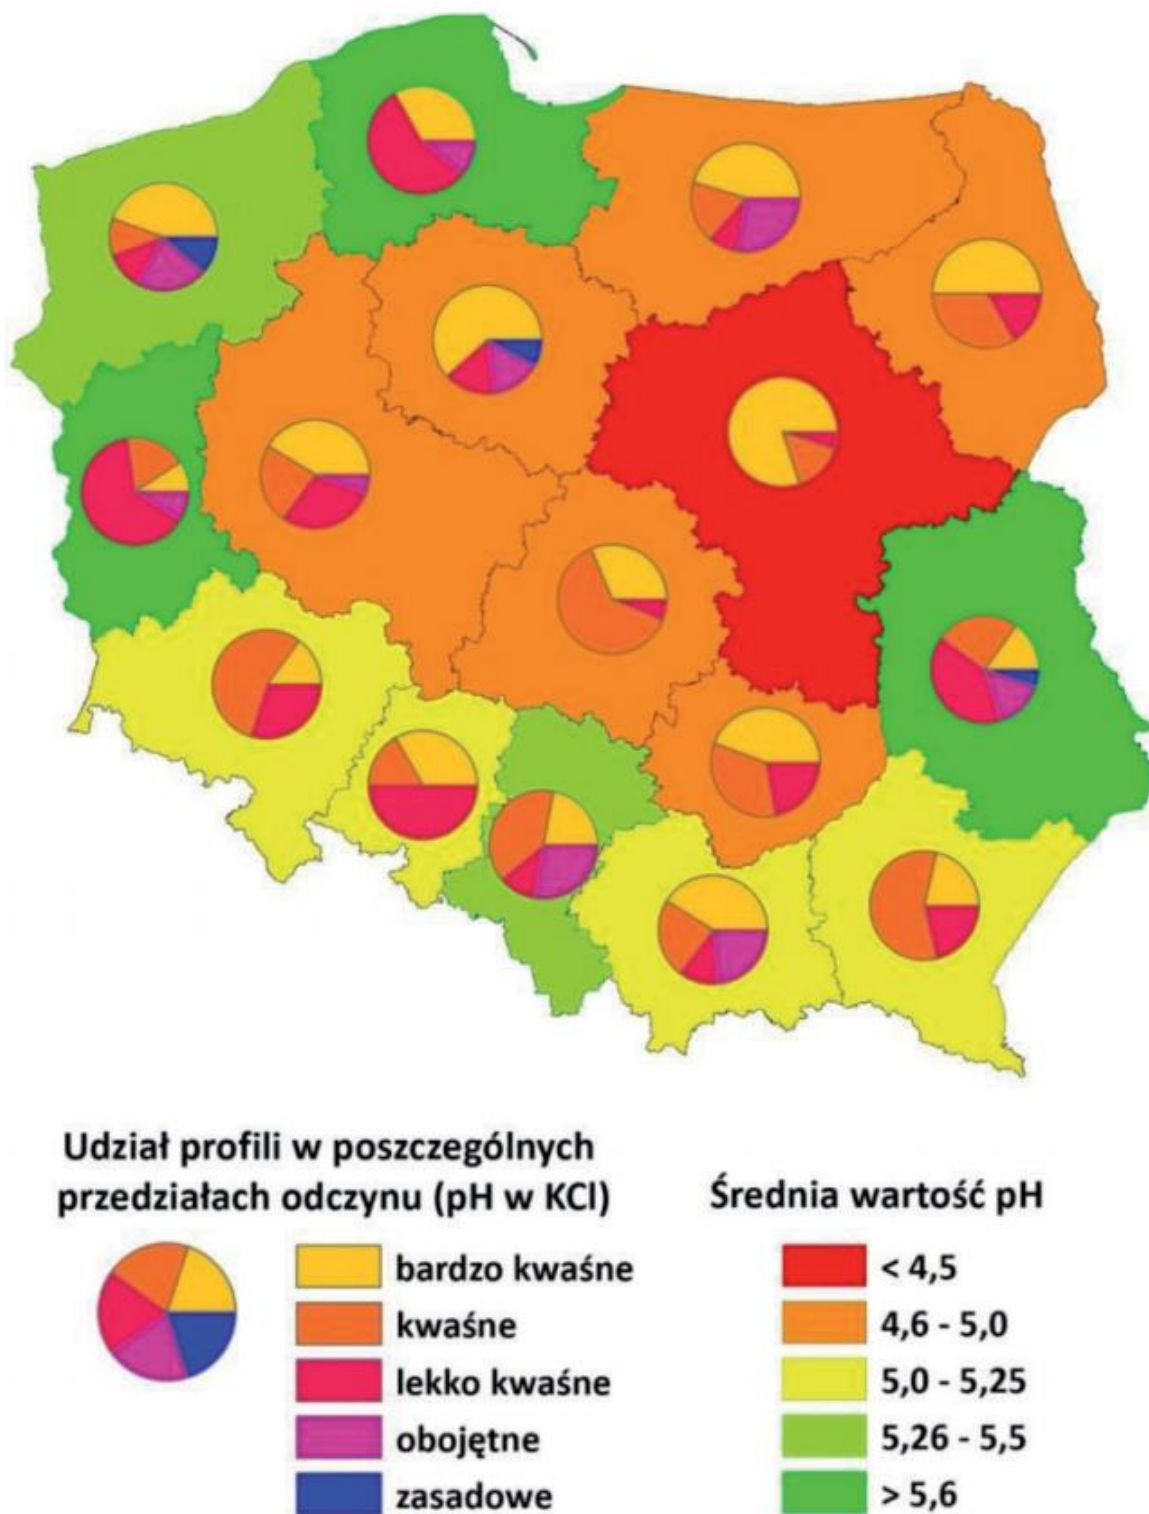 Udział profili w poszczególnych
przedziałach odczynu (pH w KCl)
bardzo kwaśne
kwaśne
lekko kwaśne
obojętne
zasadowe
Średnia wartość pH
< 4,5
4,6 - 5,0
5,0 - 5,25
5,26 - 5,5
> 5,6